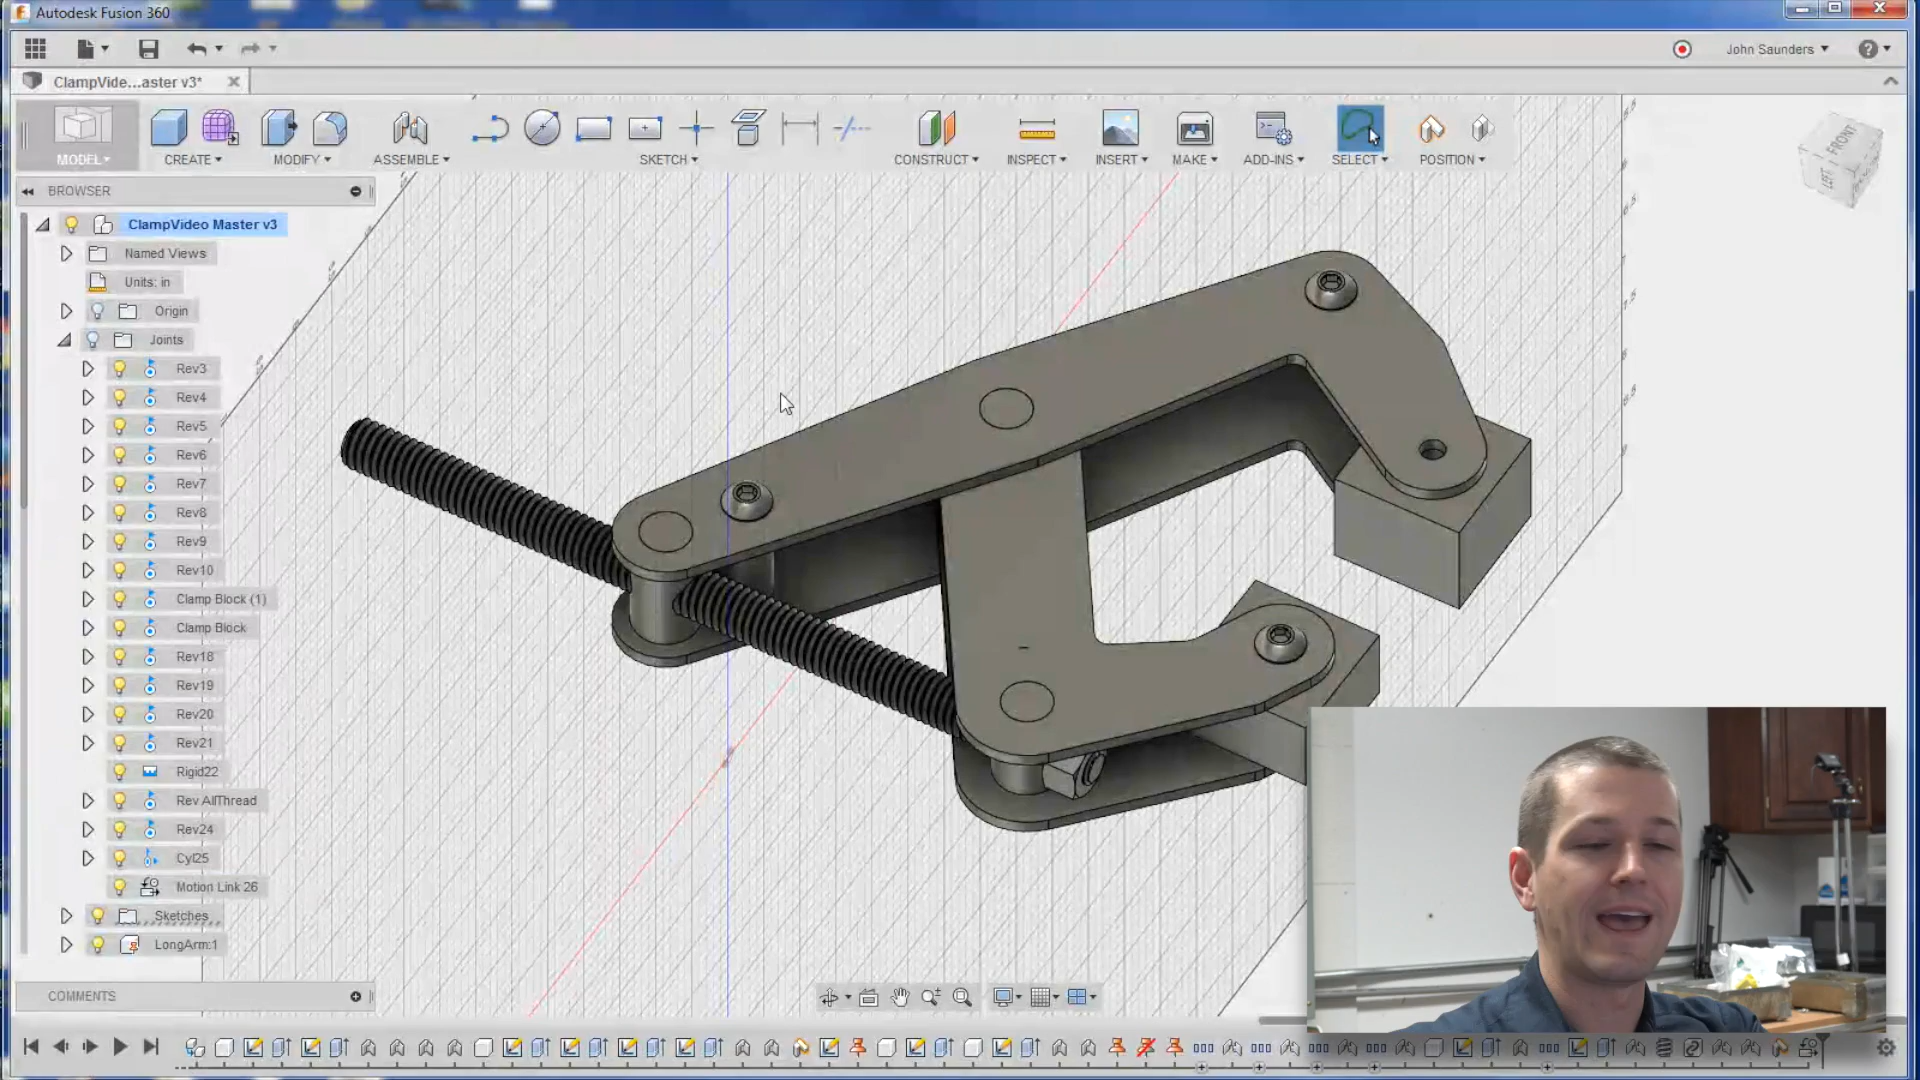 Autodesk Fusion 360
John Saunders
ClampVide...aster v3*
MODEL
CREATE
MODIFY
ASSEMBLE
SKETCH
CONSTRUCT
INSPECT
INSERT
MAKE
ADD-INS
SELECT
POSITION
FRONT
LEFT
BROWSER
ClampVideo Master v3
Named Views
Units: in
Origin
Joints
Rev3
Rev4
Rev5
Rev6
Rev7
Rev8
Rev9
Rev10
Clamp Block (1)
Clamp Block
Rev18
Rev19
Rev20
Rev21
Rigid22
Rev AllThread
Rev24
Cyl25
Motion Link 26
Sketches
LongArm:1
COMMENTS